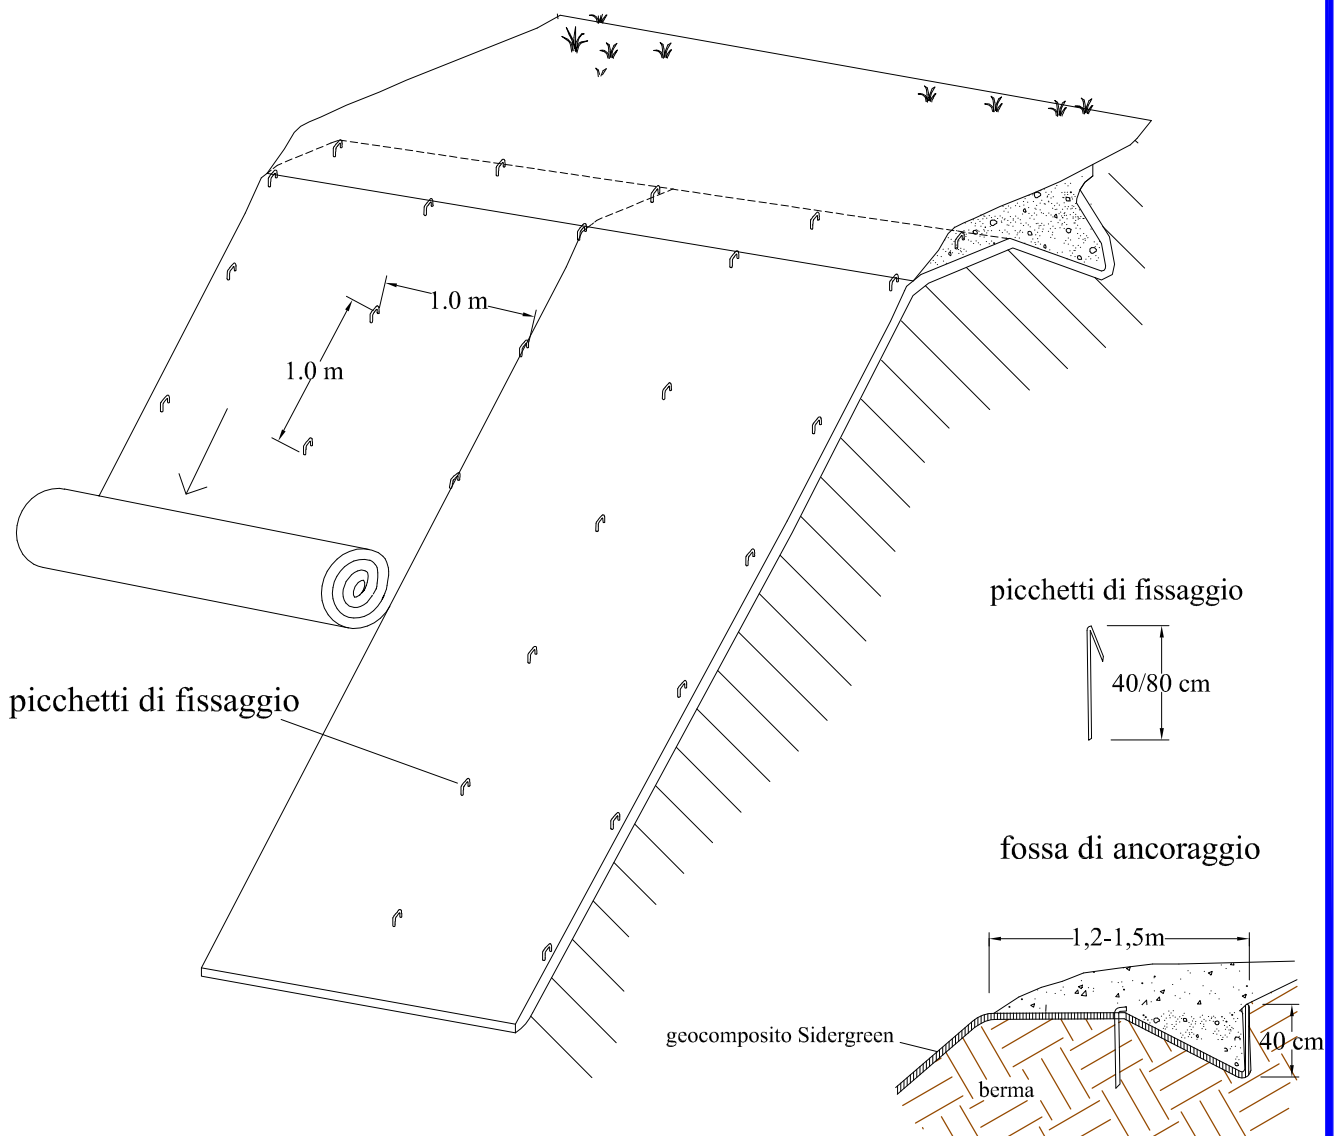 1.0 m
1.0 m
picchetti di fissaggio
40/80 cm
picchetti di fissaggio
fossa di ancoraggio
1,2-1,5m
geocomposito Sidergreen
40 cm
berma